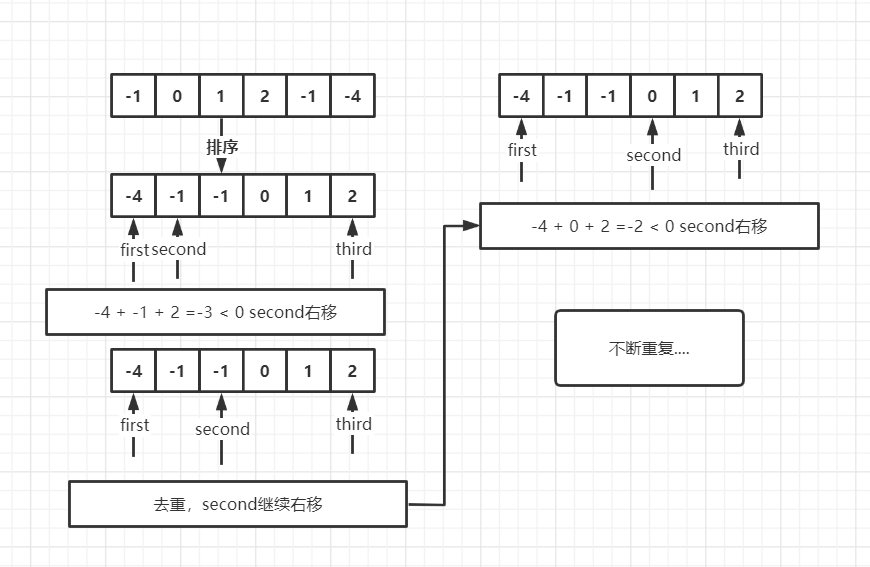 -1 0 1 2 -1 -4
排序
-4 -1 -1 0 1 2
first second third
-4 + -1 + 2 =-3 < 0 second右移
-4 -1 -1 0 1 2
first second third
去重，second继续右移
-4 -1 -1 0 1 2
first second third
-4 + 0 + 2 =-2 < 0 second右移
不断重复....